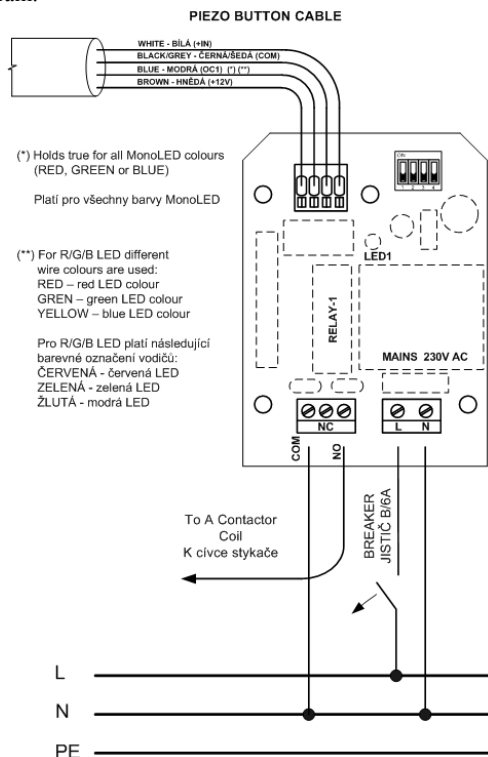 PIEZO BUTTON CABLE
WHITE - BÍLÁ (+IN)
BLACK/GREY - ČERNÁ/ŠEDÁ (COM)
BLUE - MODRÁ (OC1) (*) (**)
BROWN - HNĚDÁ (+12V)
(*) Holds true for all MonoLED colours
(RED, GREEN or BLUE)
Platí pro všechny barvy MonoLED
(**) For R/G/B LED different
wire colours are used:
RED – red LED colour
GREN – green LED colour
YELLOW – blue LED colour
Pro R/G/B LED platí následující
barevné označení vodičů:
ČERVENÁ - červená LED
ZELENÁ - zelená LED
ŽLUTÁ - modrá LED
ON
1 2 3 4
LED1
RELAY-1
MAINS 230V AC
NC
L N
COM
NO
To A Contactor
Coil
K cívce stykače
BREAKER
JISTIČ B/6A
L
N
PE